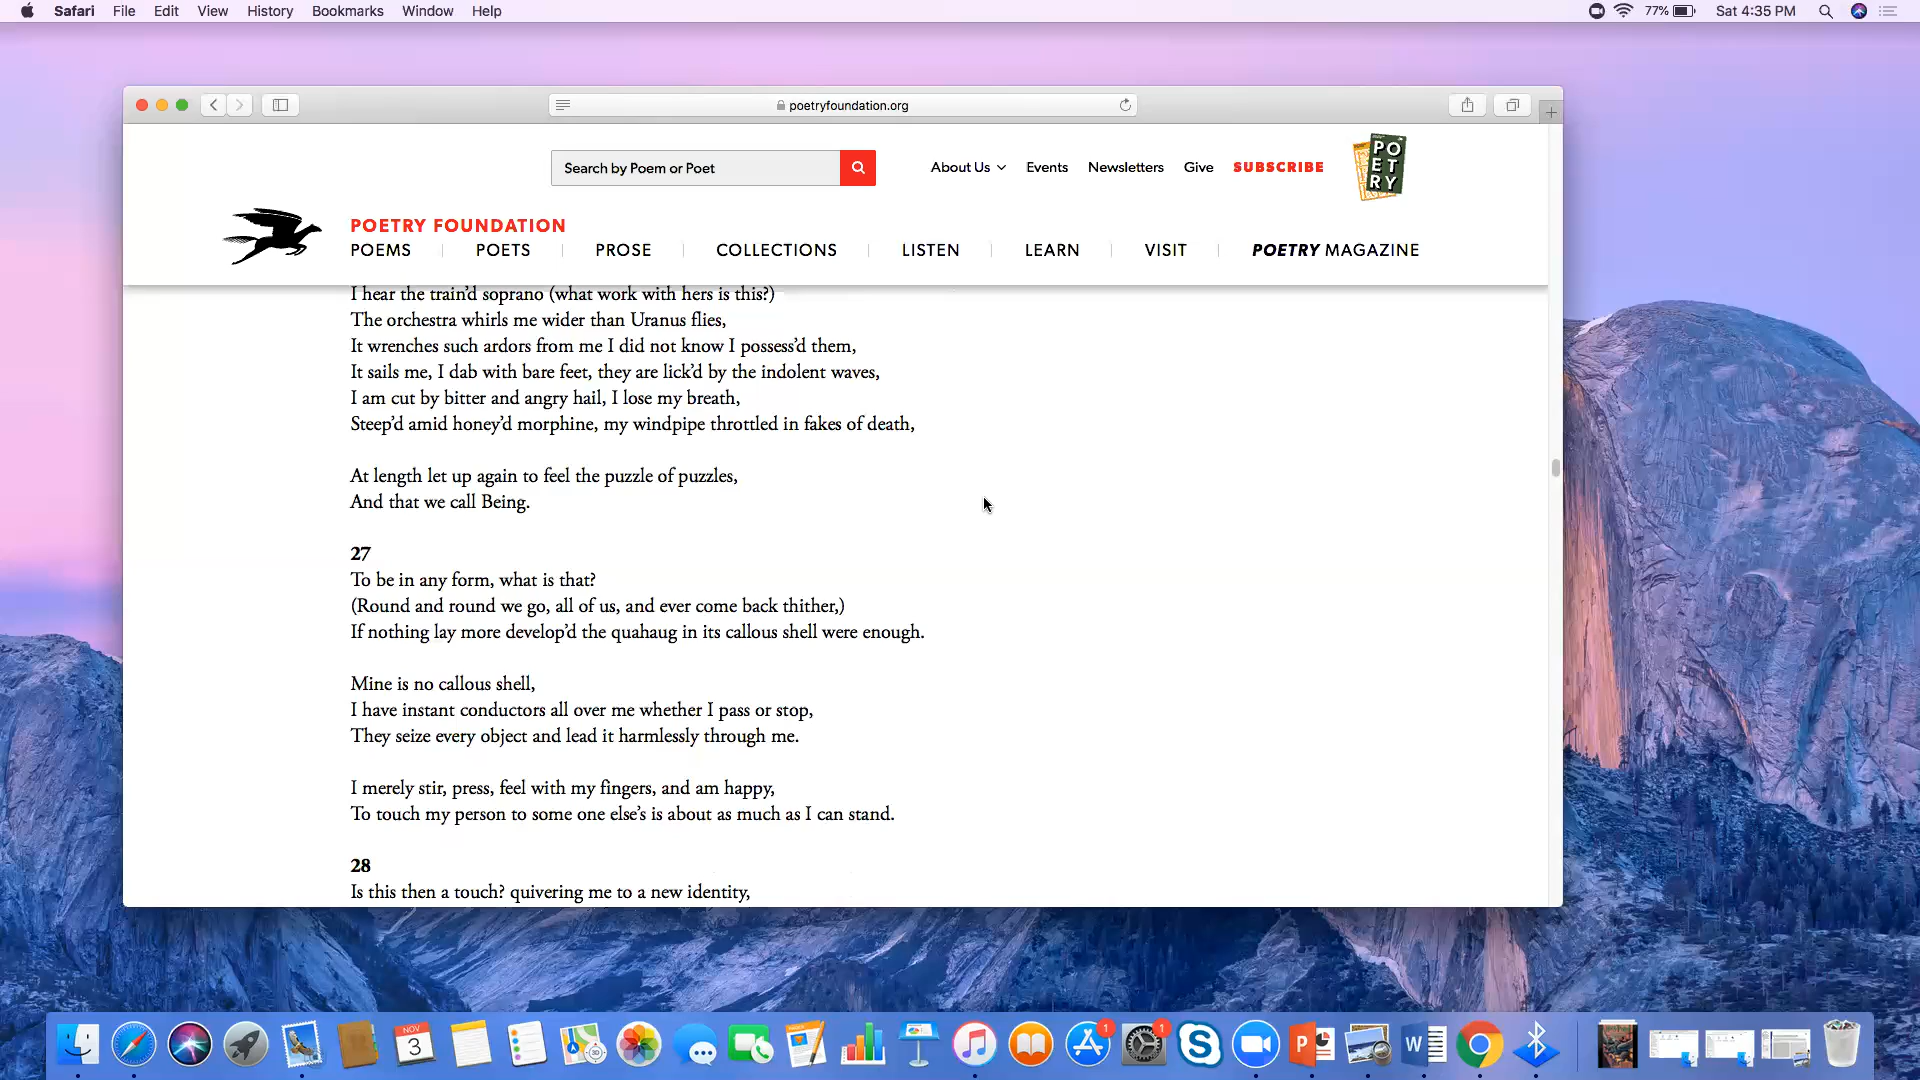 Safari File Edit View History Bookmarks Window Help 77% Sat 4:35 PM
poetryfoundation.org
Search by Poem or Poet About Us Events Newsletters Give SUBSCRIBE
PO
ET
RY
POETRY FOUNDATION
POEMS POETS PROSE COLLECTIONS LISTEN LEARN VISIT POETRY MAGAZINE
I hear the train’d soprano (what work with hers is this?)
The orchestra whirls me wider than Uranus flies,
It wrenches such ardors from me I did not know I possess’d them,
It sails me, I dab with bare feet, they are lick’d by the indolent waves,
I am cut by bitter and angry hail, I lose my breath,
Steep’d amid honey’d morphine, my windpipe throttled in fakes of death,
At length let up again to feel the puzzle of puzzles,
And that we call Being.
27
To be in any form, what is that?
(Round and round we go, all of us, and ever come back thither,)
If nothing lay more develop’d the quahaug in its callous shell were enough.
Mine is no callous shell,
I have instant conductors all over me whether I pass or stop,
They seize every object and lead it harmlessly through me.
I merely stir, press, feel with my fingers, and am happy,
To touch my person to some one else’s is about as much as I can stand.
28
Is this then a touch? quivering me to a new identity,
NOV
3
3D
1
1
P
W